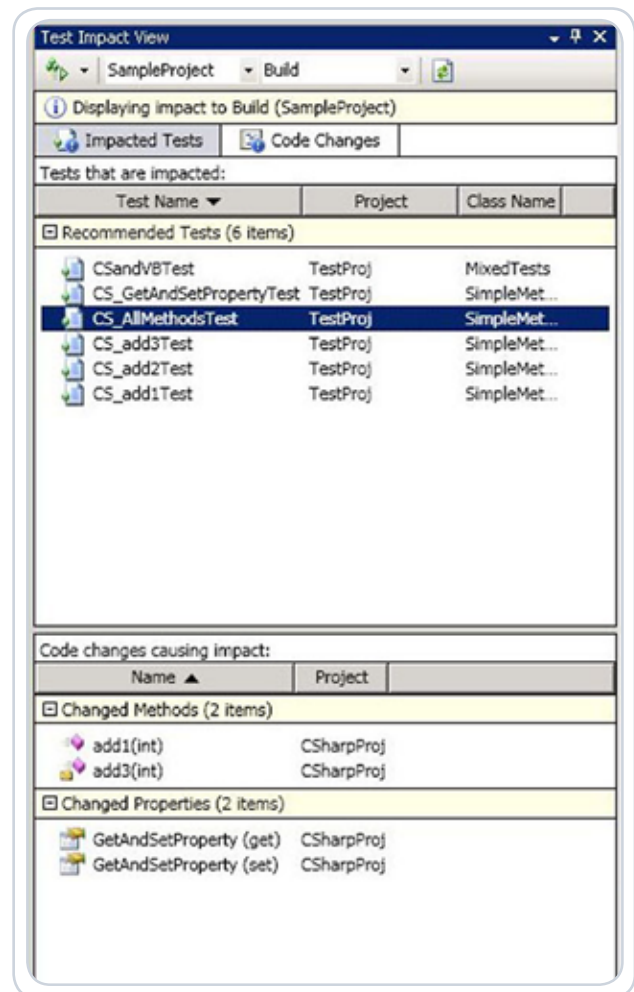 Test Impact View
SampleProject Build
Displaying impact to Build (SampleProject)
Impacted Tests Code Changes
Tests that are impacted:
Test Name Project Class Name
Recommended Tests (6 items)
CSandVBTest TestProj MixedTests
CS_GetAndSetPropertyTest TestProj SimpleMet...
CS_AllMethodsTest TestProj SimpleMet...
CS_add3Test TestProj SimpleMet...
CS_add2Test TestProj SimpleMet...
CS_add1Test TestProj SimpleMet...
Code changes causing impact:
Name Project
Changed Methods (2 items)
add1(int) CSharpProj
add3(int) CSharpProj
Changed Properties (2 items)
GetAndSetProperty (get) CSharpProj
GetAndSetProperty (set) CSharpProj